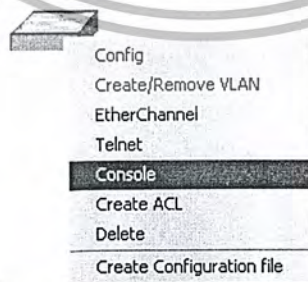 Config
Create/Remove VLAN
EtherChannel
Telnet
Console
Create ACL
Delete
Create Configuration file